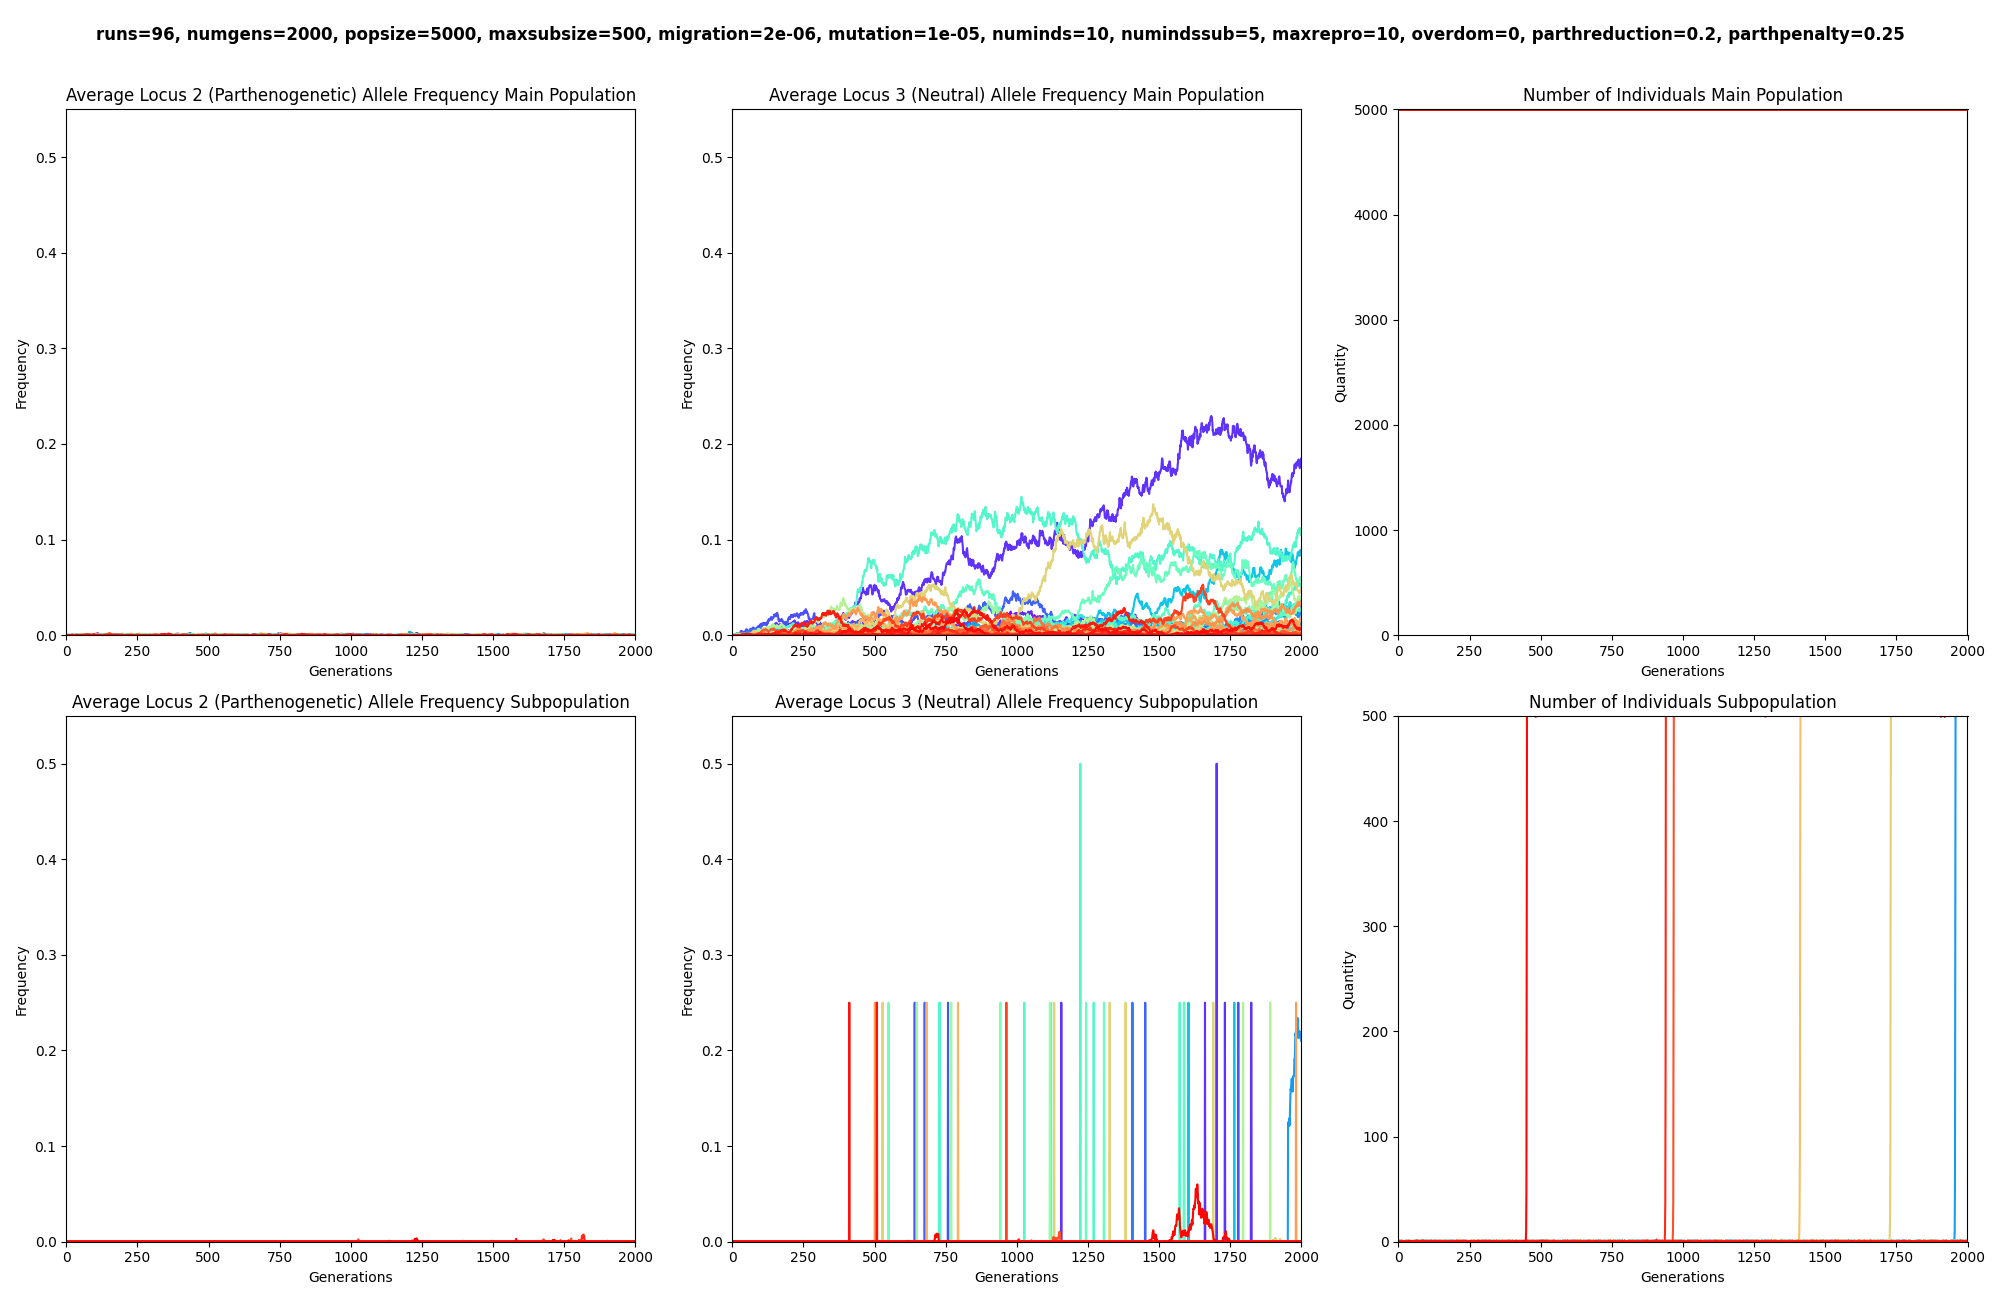 runs=96, numgens=2000, popsize=5000, maxsubsize=500, migration=2e-06, mutation=1e-05, numinds=10, numindssub=5, maxrepro=10, overdom=0, parthreduction=0.2, parthpenalty=0.25
Average Locus 2 (Parthenogenetic) Allele Frequency Main Population
0.5
0.4
0.3
0.2
0.1
0.0
Frequency
0 250 500 750 1000 1250 1500 1750 2000
Generations
Average Locus 3 (Neutral) Allele Frequency Main Population
0.5
0.4
0.3
0.2
0.1
0.0
Frequency
0 250 500 750 1000 1250 1500 1750 2000
Generations
Number of Individuals Main Population
5000
4000
3000
2000
1000
0
Quantity
0 250 500 750 1000 1250 1500 1750 2000
Generations
Average Locus 2 (Parthenogenetic) Allele Frequency Subpopulation
0.5
0.4
0.3
0.2
0.1
0.0
Frequency
0 250 500 750 1000 1250 1500 1750 2000
Generations
Average Locus 3 (Neutral) Allele Frequency Subpopulation
0.5
0.4
0.3
0.2
0.1
0.0
Frequency
0 250 500 750 1000 1250 1500 1750 2000
Generations
Number of Individuals Subpopulation
500
400
300
200
100
0
Quantity
0 250 500 750 1000 1250 1500 1750 2000
Generations